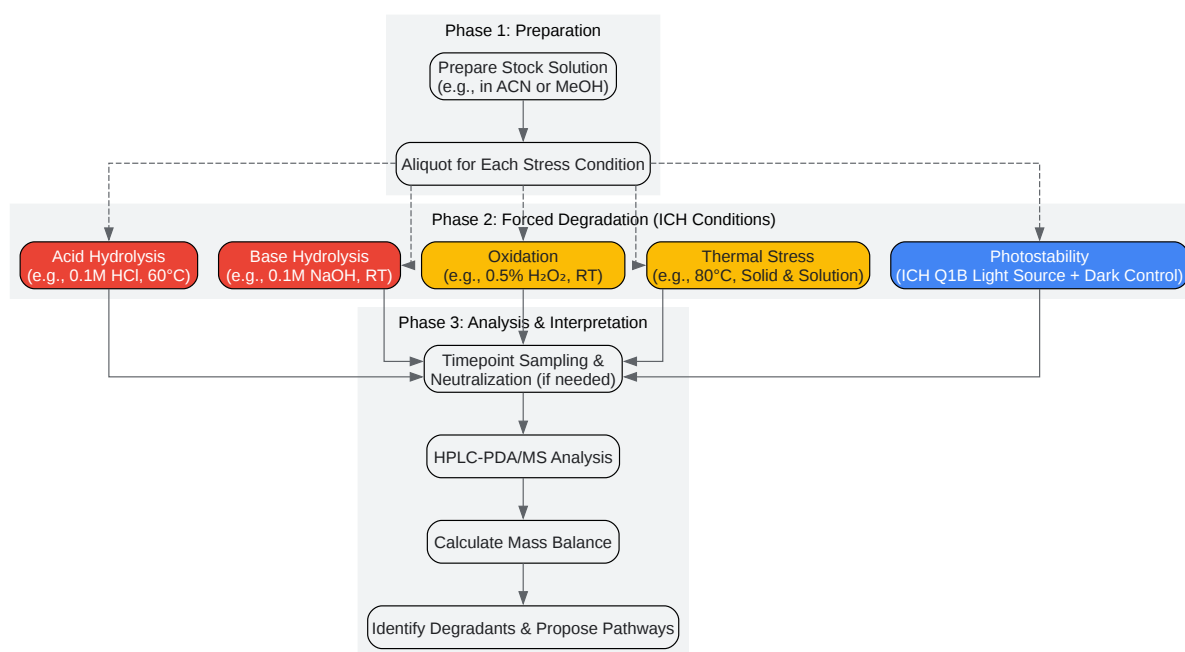 Phase 1: Preparation
Prepare Stock Solution
(e.g., in ACN or MeOH)
Aliquot for Each Stress Condition
Phase 2: Forced Degradation (ICH Conditions)
Acid Hydrolysis
(e.g., 0.1M HCl, 60°C)
Base Hydrolysis
(e.g., 0.1M NaOH, RT)
Oxidation
(e.g., 0.5% H₂O₂, RT)
Thermal Stress
(e.g., 80°C, Solid & Solution)
Photostability
(ICH Q1B Light Source + Dark Control)
Phase 3: Analysis & Interpretation
Timepoint Sampling &
Neutralization (if needed)
HPLC-PDA/MS Analysis
Calculate Mass Balance
Identify Degradants & Propose Pathways